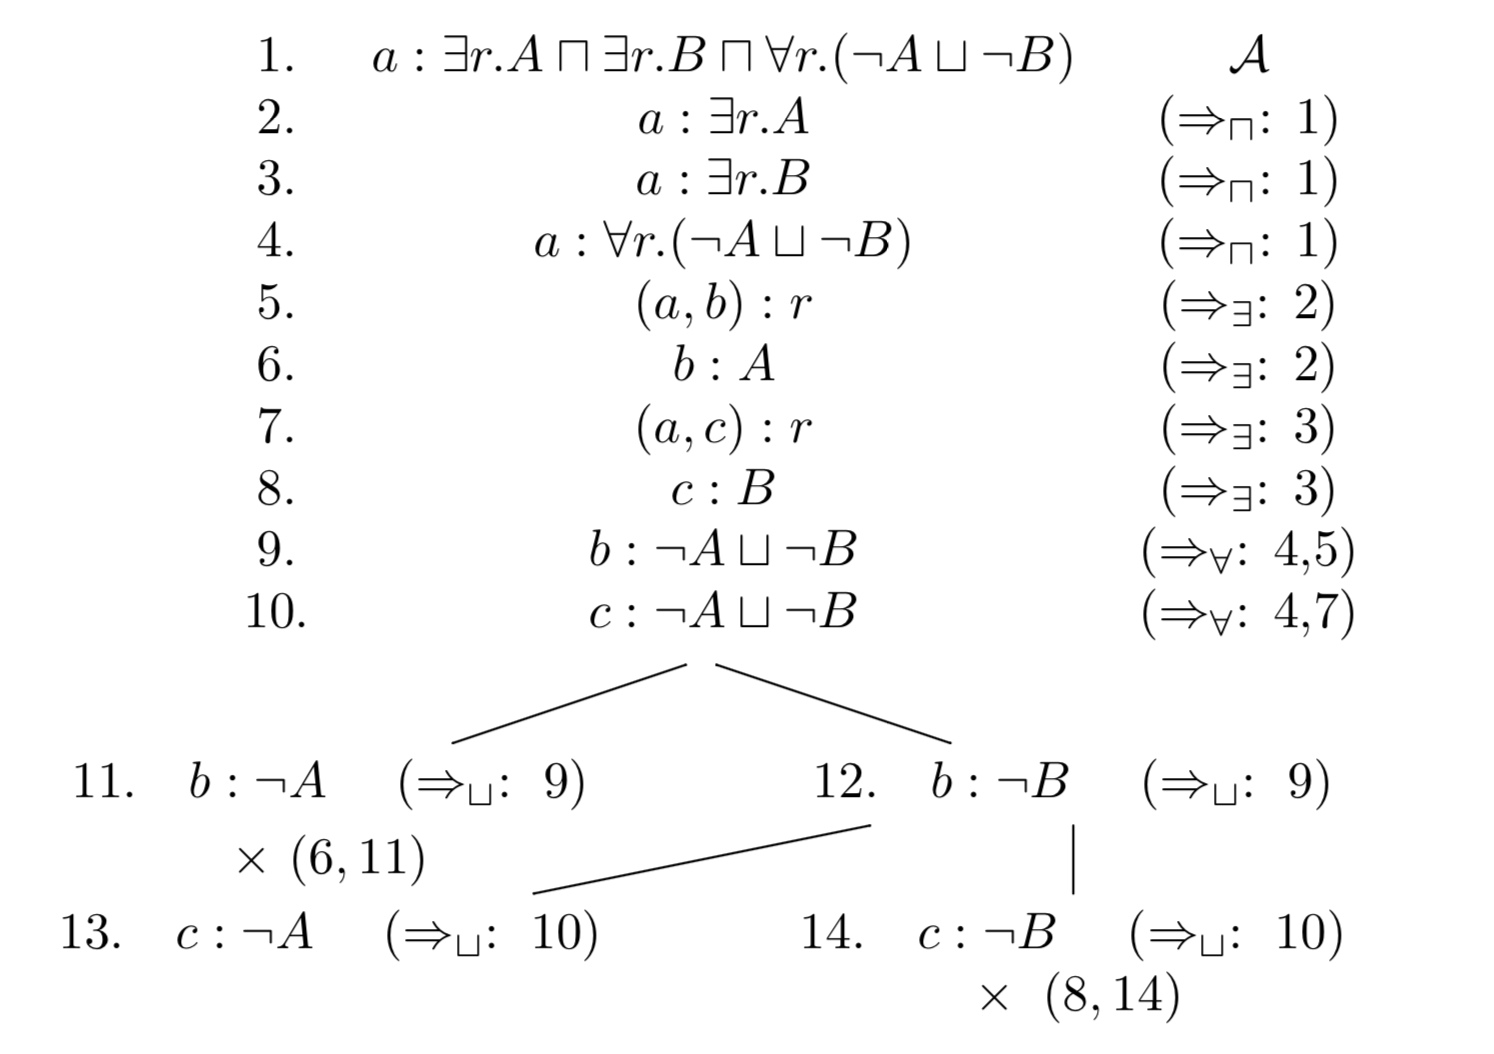 1. a : ∃r.A ⊓ ∃r.B ⊓ ∀r.(¬A ⊔ ¬B) 𝒜
2. a : ∃r.A (⇒⊓: 1)
3. a : ∃r.B (⇒⊓: 1)
4. a : ∀r.(¬A ⊔ ¬B) (⇒⊓: 1)
5. (a, b) : r (⇒∃: 2)
6. b : A (⇒∃: 2)
7. (a, c) : r (⇒∃: 3)
8. c : B (⇒∃: 3)
9. b : ¬A ⊔ ¬B (⇒∀: 4,5)
10. c : ¬A ⊔ ¬B (⇒∀: 4,7)
11. b : ¬A (⇒⊔: 9) 12. b : ¬B (⇒⊔: 9)
× (6, 11)
13. c : ¬A (⇒⊔: 10) 14. c : ¬B (⇒⊔: 10)
× (8, 14)